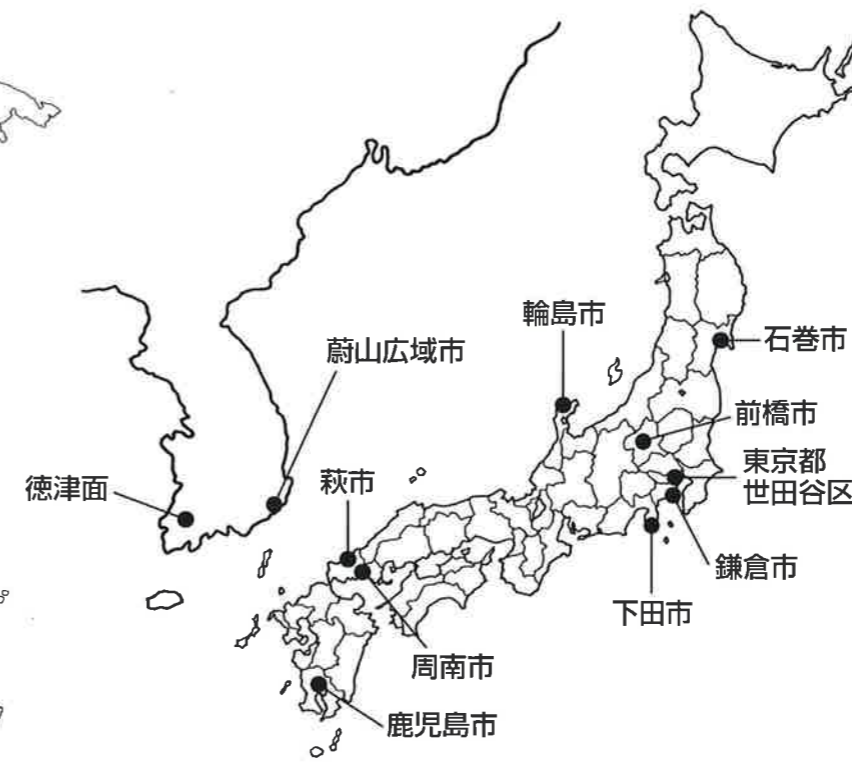 輪島市
石巻市
蔚山広域市
前橋市
東京都
世田谷区
徳津面
萩市
鎌倉市
下田市
周南市
鹿児島市